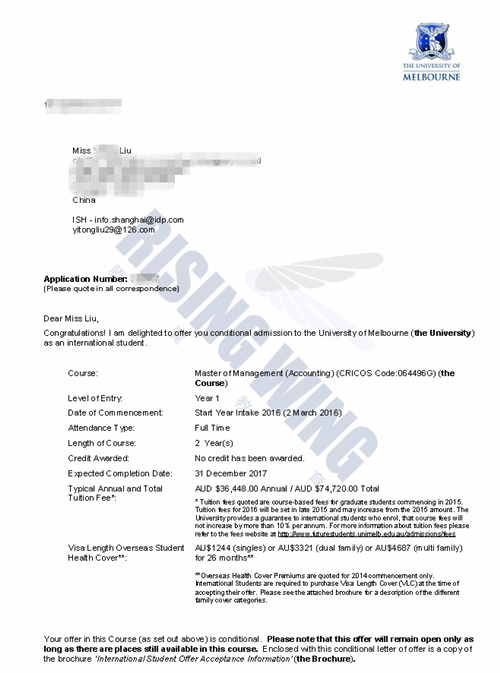 THE UNIVERSITY OF
MELBOURNE
Miss Liu
China
ISH - info.shanghai@idp.com
yitongliu29@126.com
Application Number:
(Please quote in all correspondence)
Dear Miss Liu,
Congratulations! I am delighted to offer you conditional admission to the University of Melbourne (the University)
as an international student.
Course: Master of Management (Accounting) (CRICOS Code:064496G) (the
Course)
Level of Entry: Year 1
Date of Commencement: Start Year Intake 2016 (2 March 2016)
Attendance Type: Full Time
Length of Course: 2 Year(s)
Credit Awarded: No credit has been awarded.
Expected Completion Date: 31 December 2017
Typical Annual and Total AUD $36,448.00 Annual / AUD $74,720.00 Total
Tuition Fee*:
* Tuition fees quoted are course-based fees for graduate students commencing in 2015.
Tuition fees for 2016 will be set in late 2015 and may increase from the 2015 amount. The
University provides a guarantee to international students who enrol, that course fees will
not increase by more than 10% per annum. For more information about tuition fees please
refer to the fees website at http://www.futurestudents.unimelb.edu.au/admissions/fees
Visa Length Overseas Student AU$1244 (singles) or AU$3321 (dual family) or AU$4687 (multi family)
Health Cover**: for 26 months**
**Overseas Health Cover Premiums are quoted for 2014 commencement only.
International Students are required to purchase Visa Length Cover (VLC) at the time of
accepting their offer. Please see the attached brochure for a description of the different
family cover categories.
Your offer in this Course (as set out above) is conditional. Please note that this offer will remain open only as
long as there are places still available in this course. Enclosed with this conditional letter of offer is a copy of
the brochure 'International Student Offer Acceptance Information' (the Brochure).
RISING WING